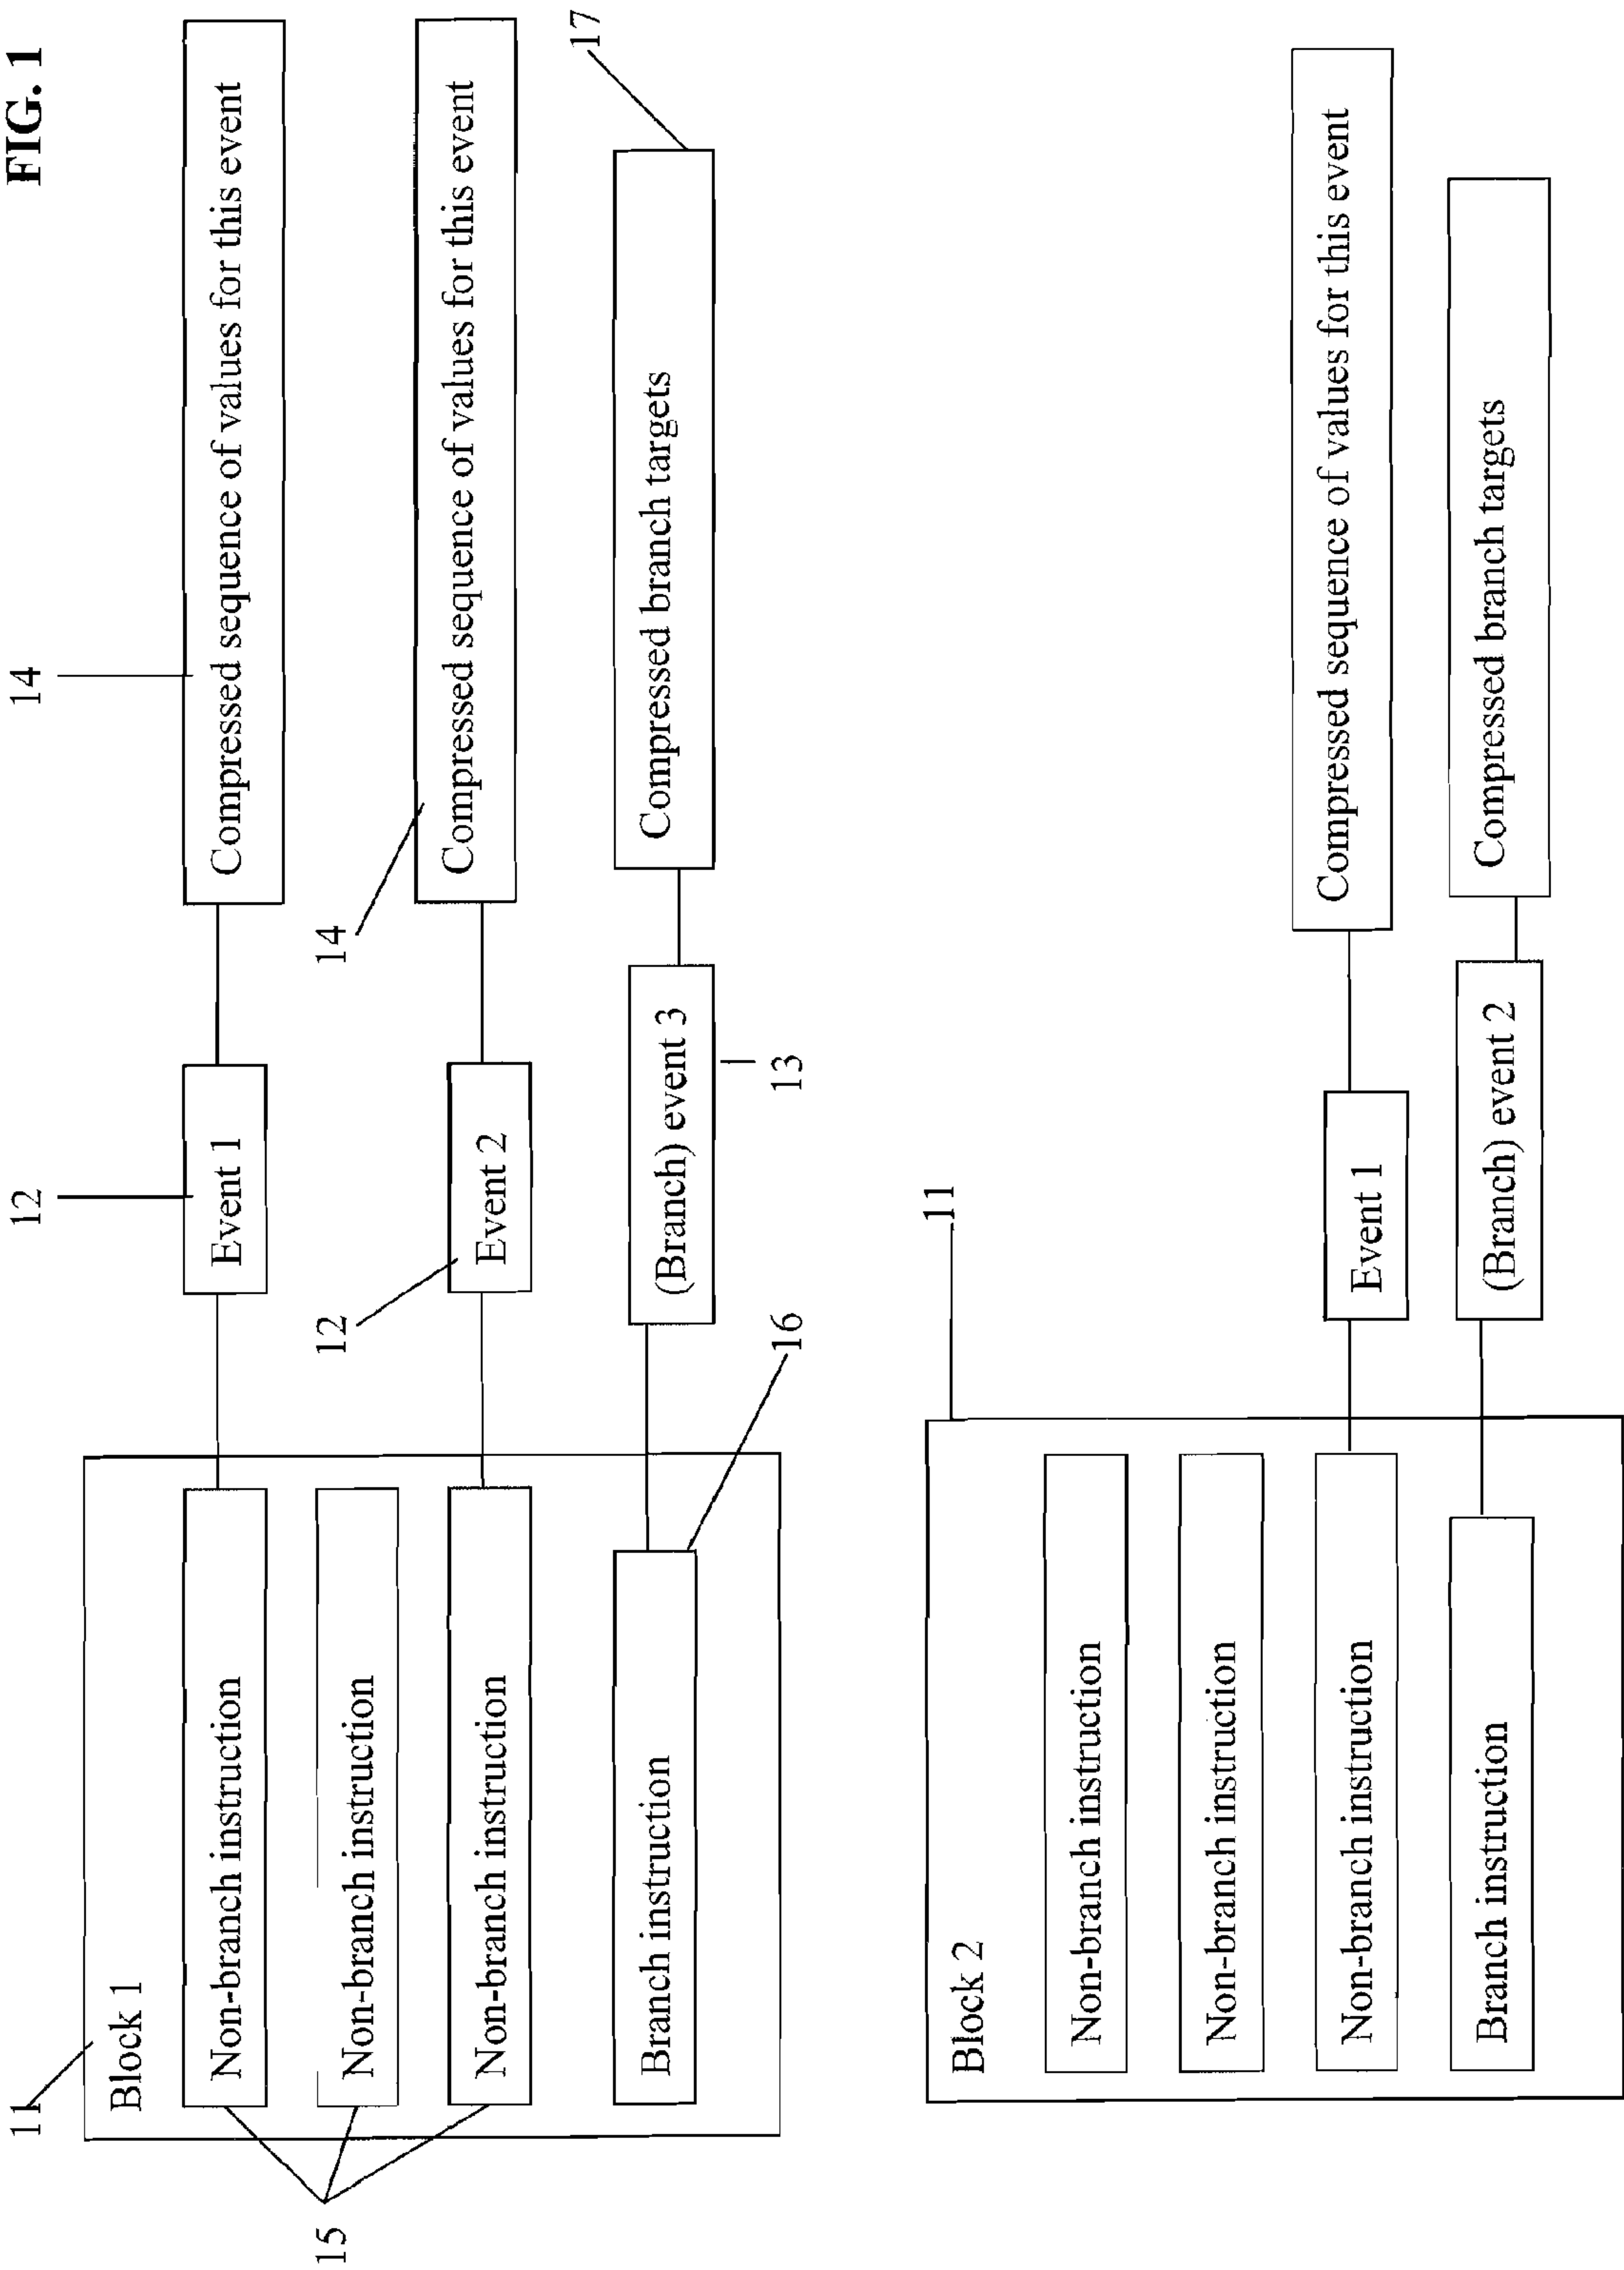 FIG. 1
11
12
14
Block 1
Non-branch instruction
Event 1
Compressed sequence of values for this event
15
12
14
Non-branch instruction
Non-branch instruction
Event 2
Compressed sequence of values for this event
17
Branch instruction
(Branch) event 3
Compressed branch targets
16
13
11
Block 2
Non-branch instruction
Non-branch instruction
Non-branch instruction
Event 1
Compressed sequence of values for this event
Branch instruction
(Branch) event 2
Compressed branch targets